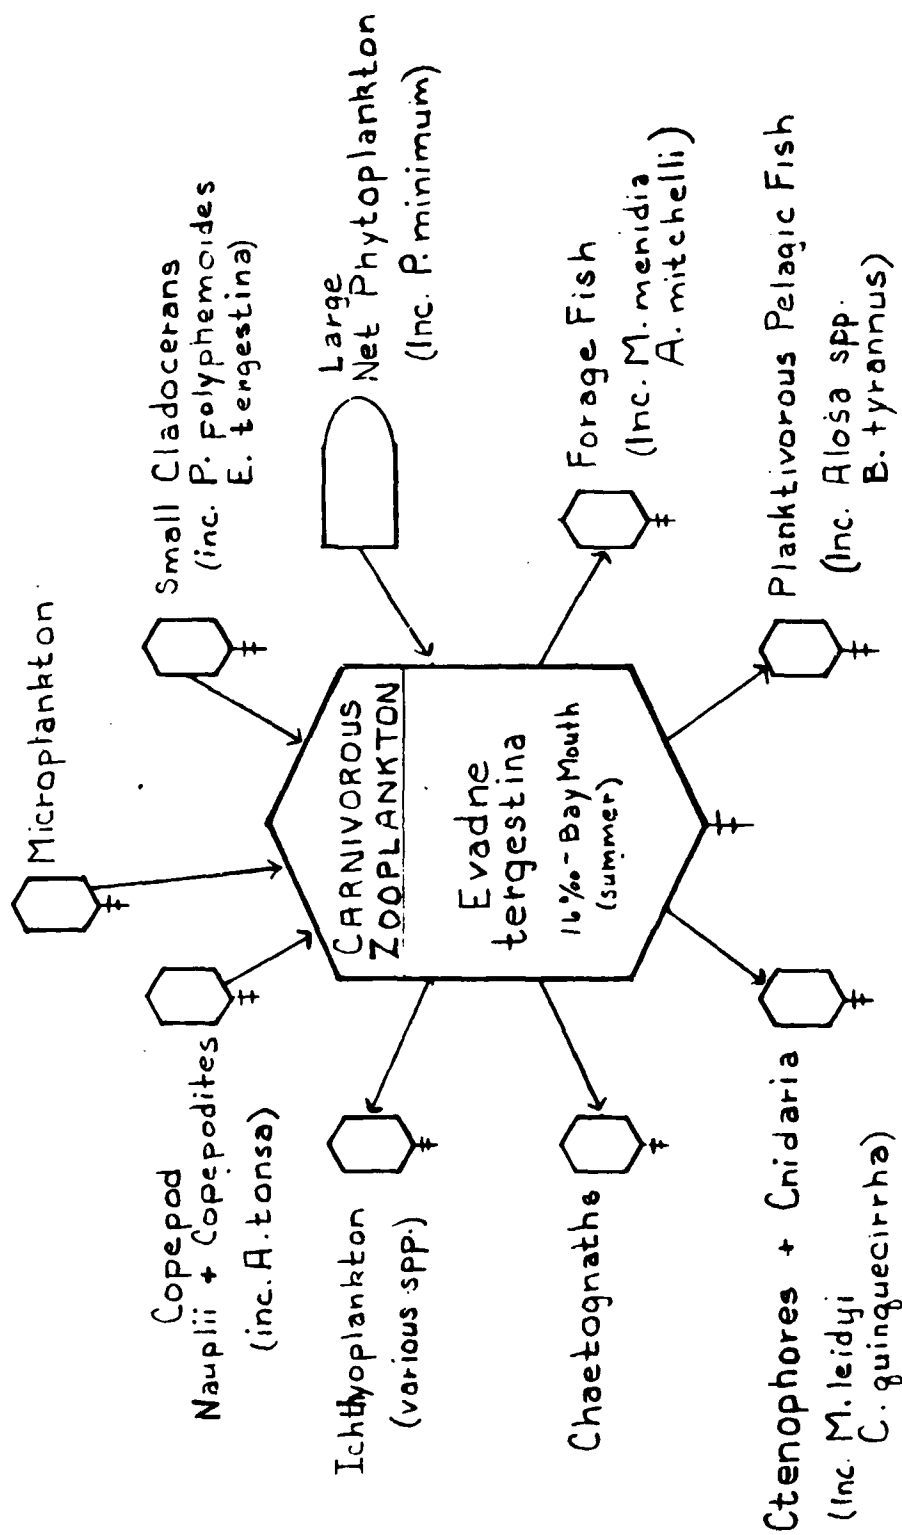 Microplankton
Copepod
Nauplii + Copepodites
(inc. A. tonsa)
Small Cladocerans
(inc. P. polyphemoides
E. tergestina)
Large
Net Phytoplankton
(Inc. P. minimum)
Ichthyoplankton
(various spp.)
CARNIVOROUS
ZOOPLANKTON
Evadne
tergestina
16‰-Bay Mouth
(summer)
Forage Fish
(Inc. M. menidia
A. mitchelli)
Chaetognaths
Ctenophores + Cnidaria
(Inc. M. leidyi
C. quinquecirrha)
Planktivorous Pelagic Fish
(Inc. Alosa spp.
B. tyrannus)